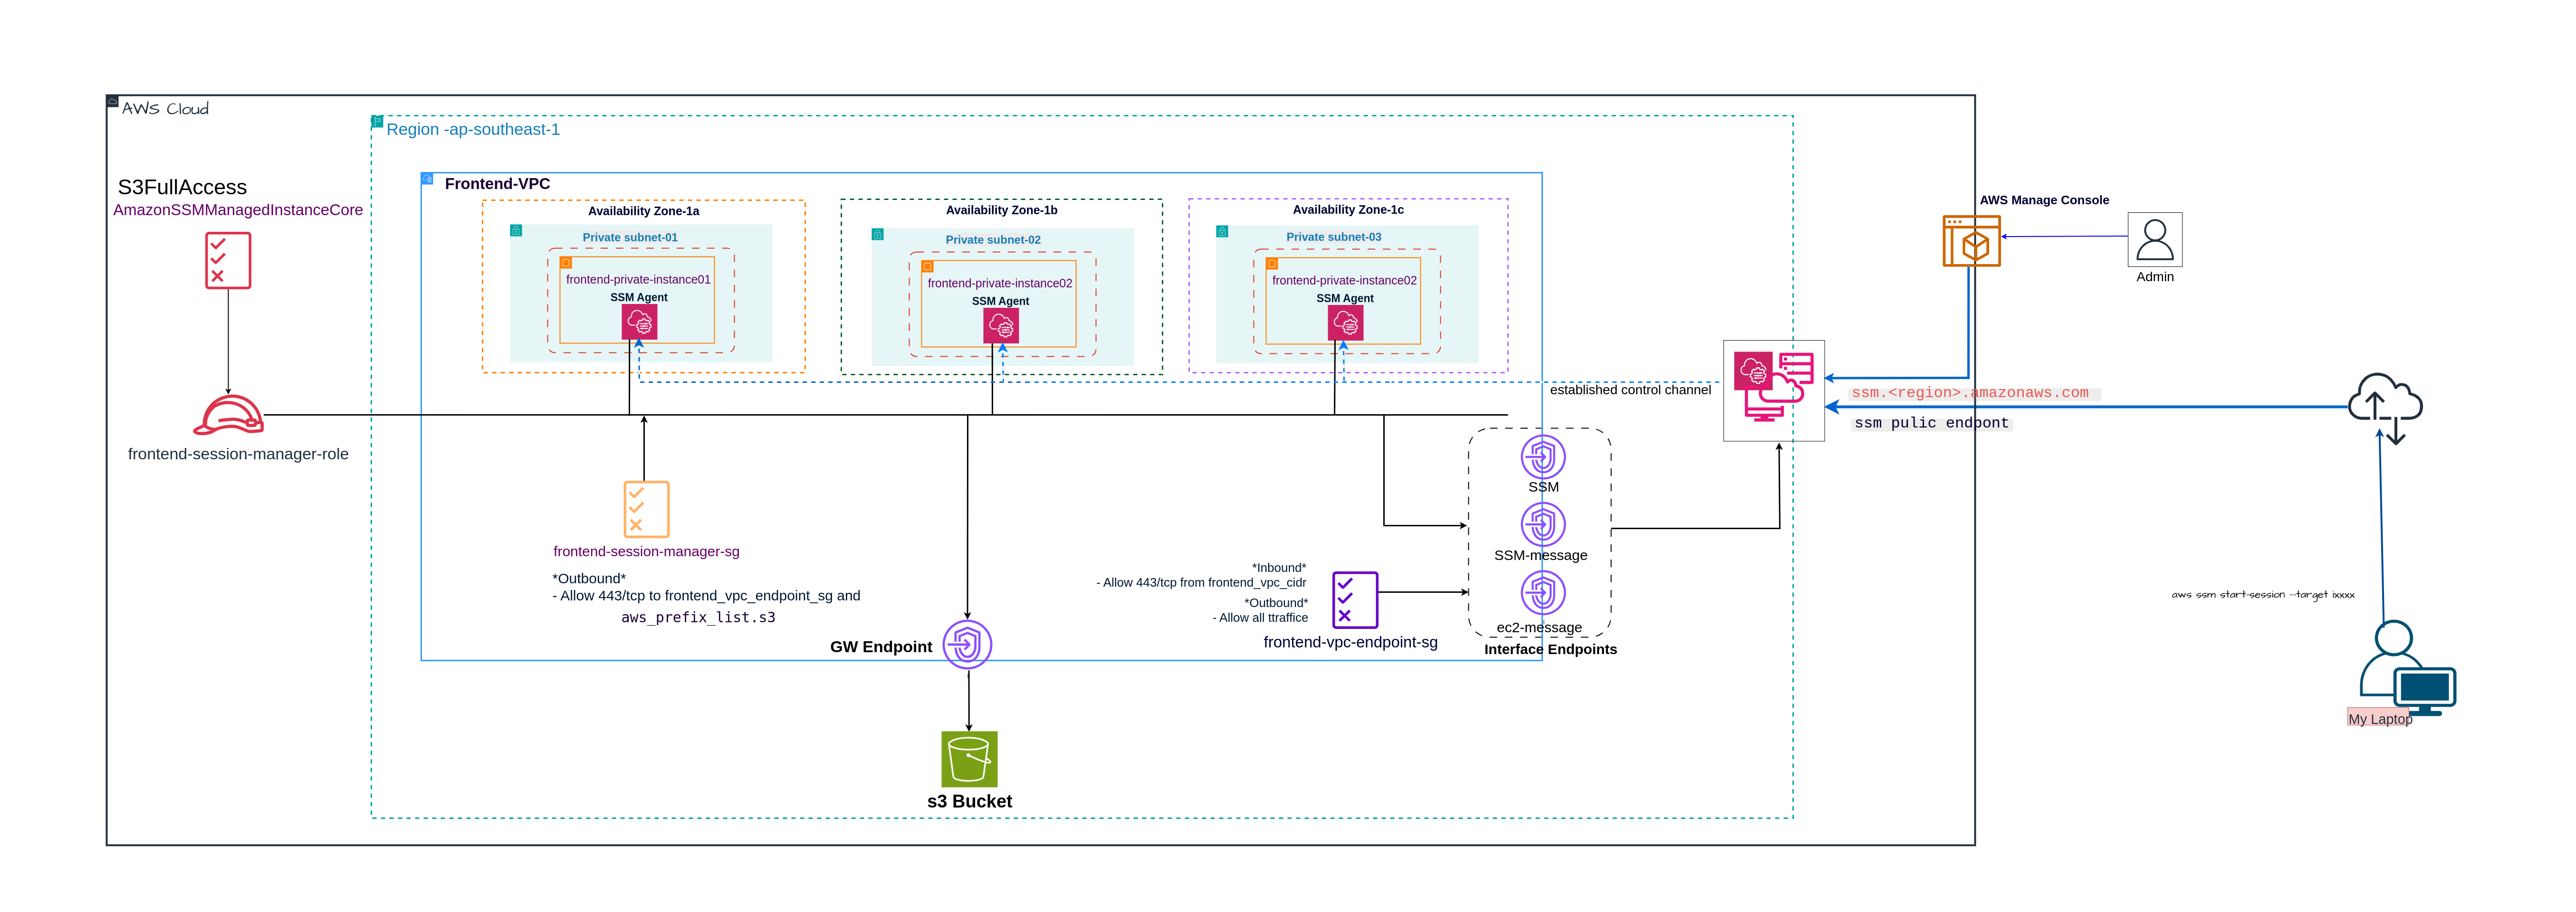 AWS Cloud
Region -ap-southeast-1
S3FullAccess
AmazonSSMManagedInstanceCore
frontend-session-manager-role
Frontend-VPC
Availability Zone-1a
Private subnet-01
frontend-private-instance01
SSM Agent
Availability Zone-1b
Private subnet-02
frontend-private-instance02
SSM Agent
Availability Zone-1c
Private subnet-03
frontend-private-instance02
SSM Agent
established control channel
frontend-session-manager-sg
*Outbound*
- Allow 443/tcp to frontend_vpc_endpoint_sg and
aws_prefix_list.s3
GW Endpoint
s3 Bucket
*Inbound*
- Allow 443/tcp from frontend_vpc_cidr
*Outbound*
- Allow all ttraffice
frontend-vpc-endpoint-sg
SSM
SSM-message
ec2-message
Interface Endpoints
AWS Manage Console
Admin
ssm.<region>.amazonaws.com
ssm pulic endpont
aws ssm start-session --target ixxxx
My Laptop